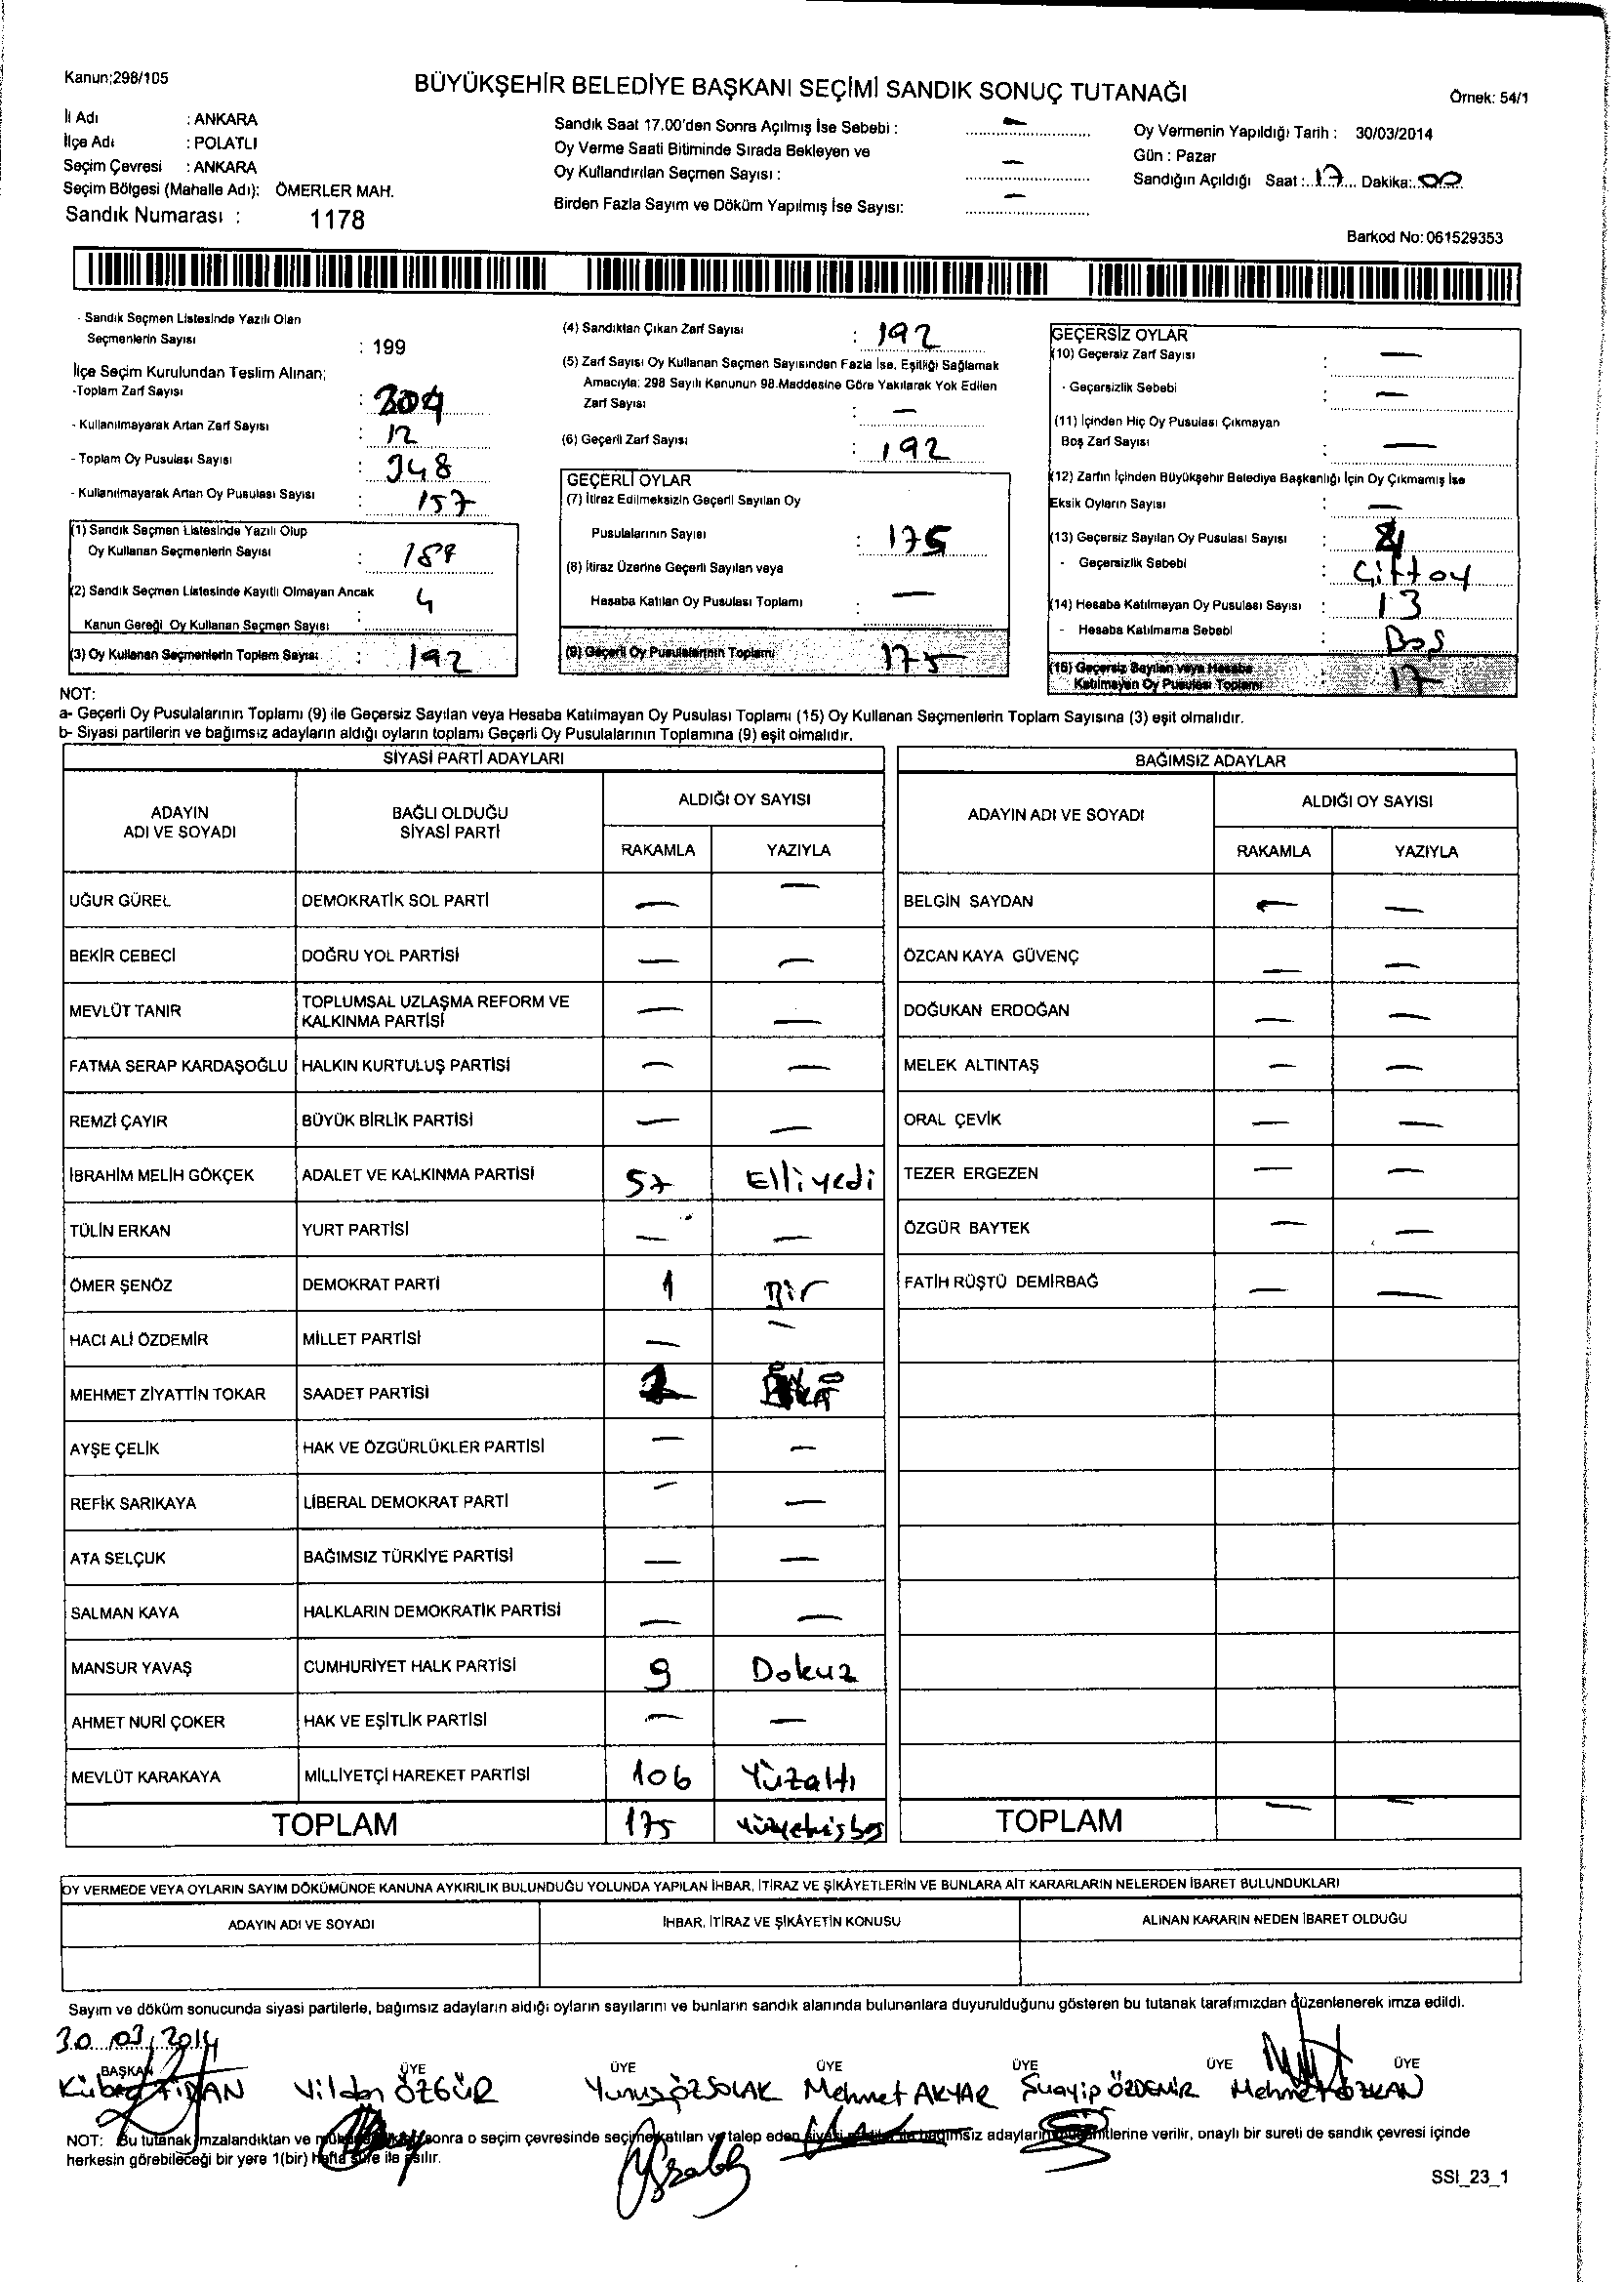 Kanun;298/105
BÜYÜKŞEHİR BELEDİYE BAŞKANI SEÇİMİ SANDIK SONUÇ TUTANAĞI
Örnek: 54/1
İl Adı : ANKARA
İlçe Adı : POLATLI
Seçim Çevresi : ANKARA
Seçim Bölgesi (Mahalle Adı): ÖMERLER MAH.
Sandık Numarası : 1178
Sandık Saat 17.00'den Sonra Açılmış İse Sebebi : —
Oy Verme Saati Bitiminde Sırada Bekleyen ve
Oy Kullandırılan Seçmen Sayısı : —
Birden Fazla Sayım ve Döküm Yapılmış İse Sayısı: —
Oy Vermenin Yapıldığı Tarih : 30/03/2014
Gün : Pazar
Sandığın Açıldığı Saat : 17 Dakika: 00
Barkod No: 061529353
- Sandık Seçmen Listesinde Yazılı Olan
Seçmenlerin Sayısı : 199
İlçe Seçim Kurulundan Teslim Alınan;
-Toplam Zarf Sayısı : 204
- Kullanılmayarak Artan Zarf Sayısı : 12
- Toplam Oy Pusulası Sayısı : 348
- Kullanılmayarak Artan Oy Pusulası Sayısı : 157
(1) Sandık Seçmen Listesinde Yazılı Olup
Oy Kullanan Seçmenlerin Sayısı :
(2) Sandık Seçmen Listesinde Kayıtlı Olmayan Ancak
Kanun Gereği Oy Kullanan Seçmen Sayısı : 4
(3) Oy Kullanan Seçmenlerin Toplam Sayısı : 192
(4) Sandıktan Çıkan Zarf Sayısı : 192
(5) Zarf Sayısı Oy Kullanan Seçmen Sayısından Fazla İse, Eşitliği Sağlamak
Amacıyla: 298 Sayılı Kanunun 98.Maddesine Göre Yakılarak Yok Edilen
Zarf Sayısı : —
(6) Geçerli Zarf Sayısı : 192
GEÇERLİ OYLAR
(7) İtiraz Edilmeksizin Geçerli Sayılan Oy
Pusulalarının Sayısı : 175
(8) İtiraz Üzerine Geçerli Sayılan veya
Hesaba Katılan Oy Pusulası Toplamı : —
(9) Geçerli Oy Pusulalarının Toplamı 175
GEÇERSİZ OYLAR
(10) Geçersiz Zarf Sayısı : —
- Geçersizlik Sebebi : —
(11) İçinden Hiç Oy Pusulası Çıkmayan
Boş Zarf Sayısı : —
(12) Zarfın İçinden Büyükşehir Belediye Başkanlığı İçin Oy Çıkmamış İse
Eksik Oyların Sayısı : —
(13) Geçersiz Sayılan Oy Pusulası Sayısı : 4
- Geçersizlik Sebebi : Çift oy
(14) Hesaba Katılmayan Oy Pusulası Sayısı : 13
- Hesaba Katılmama Sebebi : Boş
(15) Geçersiz Sayılan veya Hesaba
Katılmayan Oy Pusulası Toplamı : 17
NOT:
a- Geçerli Oy Pusulalarının Toplamı (9) ile Geçersiz Sayılan veya Hesaba Katılmayan Oy Pusulası Toplamı (15) Oy Kullanan Seçmenlerin Toplam Sayısına (3) eşit olmalıdır.
b- Siyasi partilerin ve bağımsız adayların aldığı oyların toplamı Geçerli Oy Pusulalarının Toplamına (9) eşit olmalıdır.
SİYASİ PARTİ ADAYLARI
ADAYIN ADI VE SOYADI
BAĞLI OLDUĞU SİYASİ PARTİ
ALDIĞI OY SAYISI
RAKAMLA YAZIYLA
UĞUR GÜREL DEMOKRATİK SOL PARTİ — —
BEKİR CEBECİ DOĞRU YOL PARTİSİ — —
MEVLÜT TANIR TOPLUMSAL UZLAŞMA REFORM VE KALKINMA PARTİSİ — —
FATMA SERAP KARDAŞOĞLU HALKIN KURTULUŞ PARTİSİ — —
REMZİ ÇAYIR BÜYÜK BİRLİK PARTİSİ — —
İBRAHİM MELİH GÖKÇEK ADALET VE KALKINMA PARTİSİ 57 Elliyedi
TÜLİN ERKAN YURT PARTİSİ — —
ÖMER ŞENÖZ DEMOKRAT PARTİ 1 Bir
HACI ALİ ÖZDEMİR MİLLET PARTİSİ — —
MEHMET ZİYATTİN TOKAR SAADET PARTİSİ 2
AYŞE ÇELİK HAK VE ÖZGÜRLÜKLER PARTİSİ — —
REFİK SARIKAYA LİBERAL DEMOKRAT PARTİ — —
ATA SELÇUK BAĞIMSIZ TÜRKİYE PARTİSİ — —
SALMAN KAYA HALKLARIN DEMOKRATİK PARTİSİ — —
MANSUR YAVAŞ CUMHURİYET HALK PARTİSİ 9 Dokuz
AHMET NURİ ÇOKER HAK VE EŞİTLİK PARTİSİ — —
MEVLÜT KARAKAYA MİLLİYETÇİ HAREKET PARTİSİ 106 Yüzaltı
TOPLAM 175 Yüzyetmişbeş
BAĞIMSIZ ADAYLAR
ADAYIN ADI VE SOYADI
ALDIĞI OY SAYISI
RAKAMLA YAZIYLA
BELGİN SAYDAN — —
ÖZCAN KAYA GÜVENÇ — —
DOĞUKAN ERDOĞAN — —
MELEK ALTINTAŞ — —
ORAL ÇEVİK — —
TEZER ERGEZEN — —
ÖZGÜR BAYTEK — —
FATİH RÜŞTÜ DEMİRBAĞ — —
TOPLAM — —
OY VERMEDE VEYA OYLARIN SAYIM DÖKÜMÜNDE KANUNA AYKIRILIK BULUNDUĞU YOLUNDA YAPILAN İHBAR, İTİRAZ VE ŞİKÂYETLERİN VE BUNLARA AİT KARARLARIN NELERDEN İBARET BULUNDUKLARI
ADAYIN ADI VE SOYADI
İHBAR, İTİRAZ VE ŞİKÂYETİN KONUSU
ALINAN KARARIN NEDEN İBARET OLDUĞU
Sayım ve döküm sonucunda siyasi partilerle, bağımsız adayların aldığı oyların sayılarını ve bunların sandık alanında bulunanlara duyurulduğunu gösteren bu tutanak tarafımızdan düzenlenerek imza edildi.
30.03.2014
BAŞKAN ÜYE ÜYE ÜYE ÜYE ÜYE ÜYE
Kübra FİDAN Vildan ÖZGÜR Yunus ÖZSOLAK Mehmet AKYAR Şuayip ÖZDEMİR Mehmet ÖZKAN
NOT: Bu tutanak imzalandıktan ve sonra o seçim çevresinde seçime katılan ve talep eden siyasi bağımsız adayların verilir, onaylı bir sureti de sandık çevresi içinde
herkesin görebileceği bir yere 1(bir) hafta süre ile asılır.
SSI_23_1